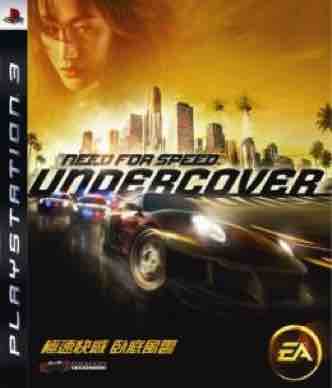 PLAYSTATION 3
NEED FOR SPEED
UNDERCOVER
極速快感 臥底風雲
EA